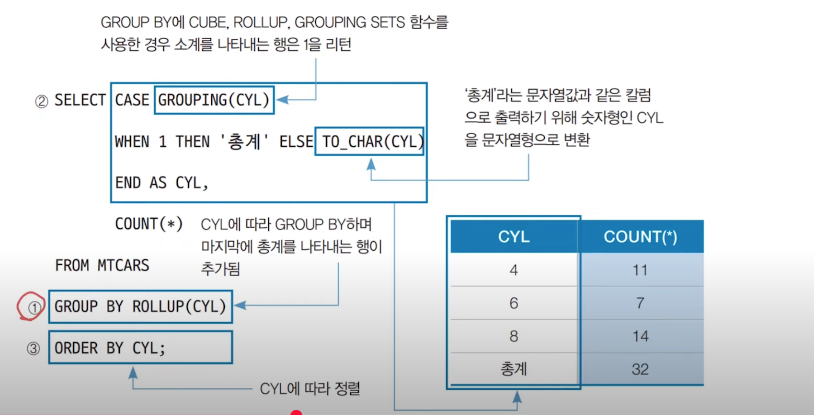 GROUP BY에 CUBE, ROLLUP, GROUPING SETS 함수를
사용한 경우 소계를 나타내는 행은 1을 리턴
② SELECT CASE GROUPING(CYL)
WHEN 1 THEN '총계' ELSE TO_CHAR(CYL)
END AS CYL,
COUNT(*)
'총계'라는 문자열값과 같은 칼럼
으로 출력하기 위해 숫자형인 CYL
을 문자열형으로 변환
CYL에 따라 GROUP BY하며
마지막에 총계를 나타내는 행이
추가됨
FROM MTCARS
① GROUP BY ROLLUP(CYL)
③ ORDER BY CYL;
CYL에 따라 정렬
CYL COUNT(*)
4 11
6 7
8 14
총계 32